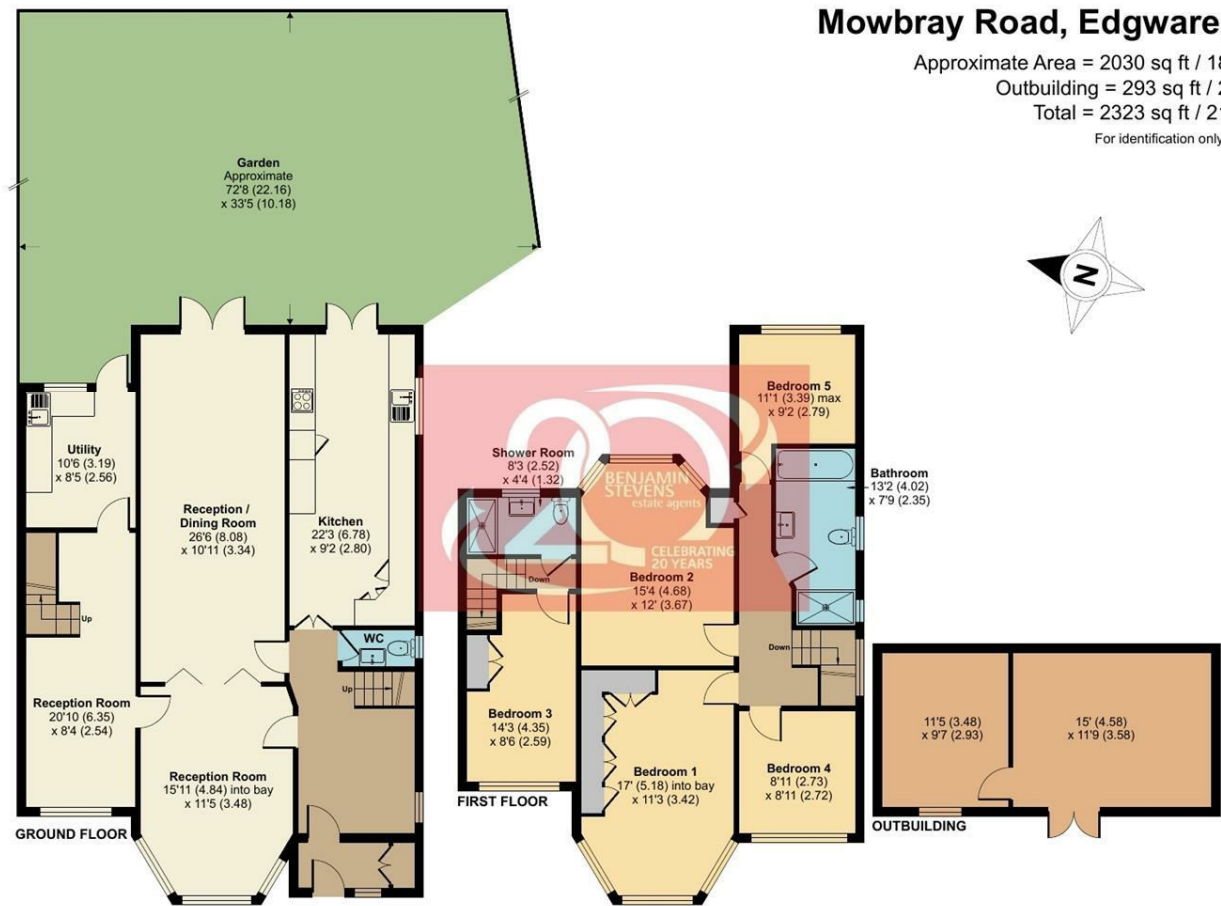 Mowbray Road, Edgware
Approximate Area = 2030 sq ft / 18
Outbuilding = 293 sq ft / 2
Total = 2323 sq ft / 21
For identification only
Garden
Approximate
72'8 (22.16)
x 33'5 (10.18)
N
Utility
10'6 (3.19)
x 8'5 (2.56)
Reception /
Dining Room
26'6 (8.08)
x 10'11 (3.34)
Kitchen
22'3 (6.78)
x 9'2 (2.80)
WC
Up
Up
Reception Room
20'10 (6.35)
x 8'4 (2.54)
Reception Room
15'11 (4.84) into bay
x 11'5 (3.48)
GROUND FLOOR
Bedroom 5
11'1 (3.39) max
x 9'2 (2.79)
Shower Room
8'3 (2.52)
x 4'4 (1.32)
Bathroom
13'2 (4.02)
x 7'9 (2.35)
20
BENJAMIN
STEVENS
estate agents
CELEBRATING
20 YEARS
Down
Bedroom 2
15'4 (4.68)
x 12' (3.67)
Down
Bedroom 3
14'3 (4.35)
x 8'6 (2.59)
Bedroom 1
17' (5.18) into bay
x 11'3 (3.42)
Bedroom 4
8'11 (2.73)
x 8'11 (2.72)
FIRST FLOOR
11'5 (3.48)
x 9'7 (2.93)
15' (4.58)
x 11'9 (3.58)
OUTBUILDING